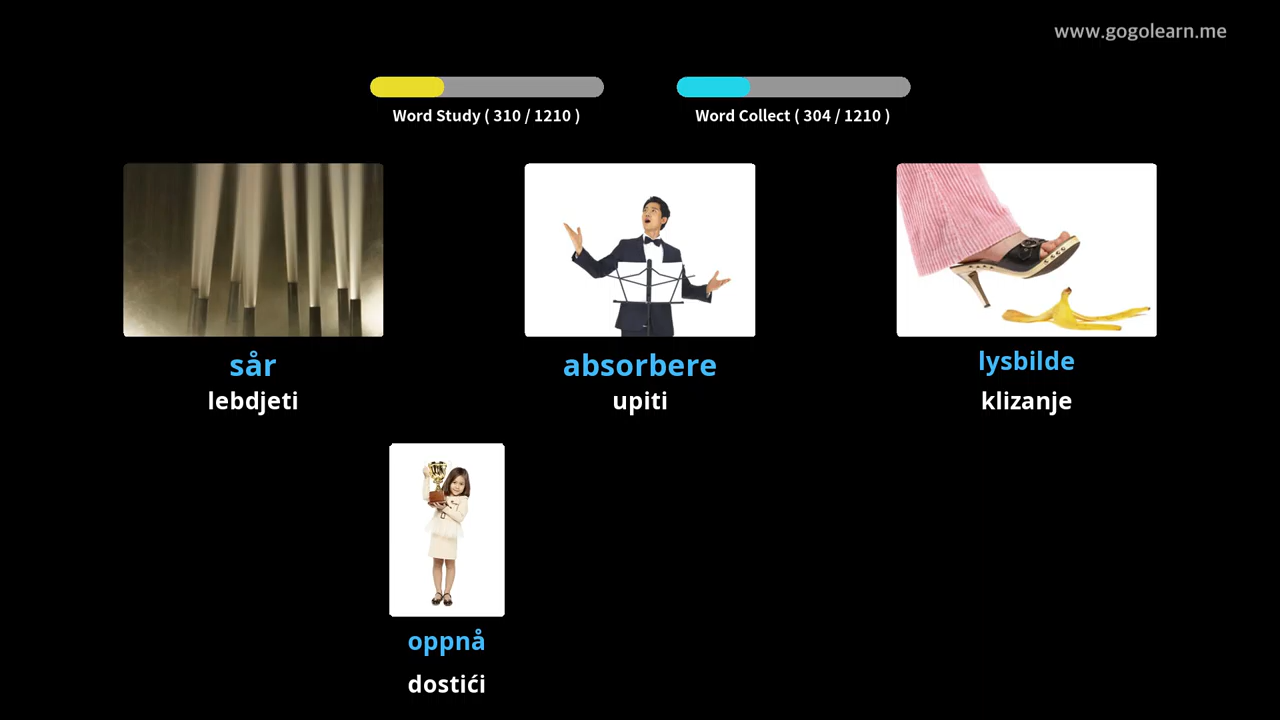 www.gogolearn.me
Word Study ( 310 / 1210 )
Word Collect ( 304 / 1210 )
sår
lebdjeti
absorbere
upiti
lysbilde
klizanje
oppnå
dostići